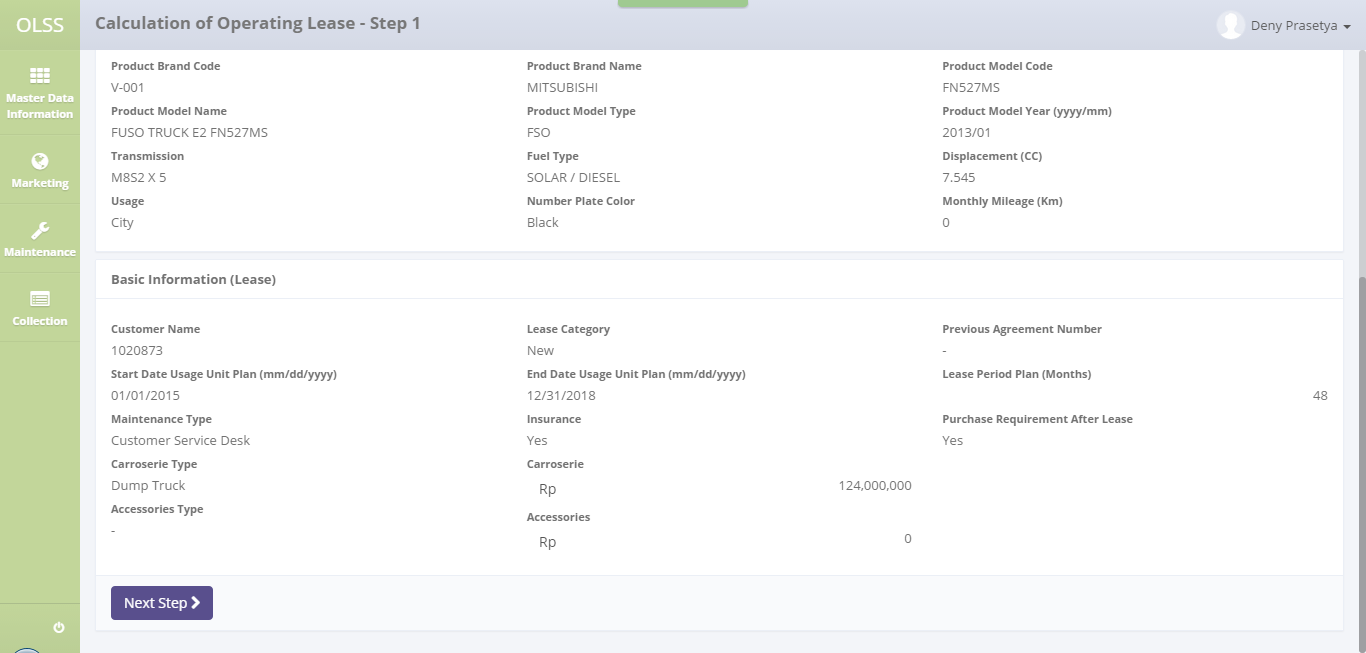 OLSS
Calculation of Operating Lease - Step 1
Deny Prasetya
Master Data
Information
Marketing
Maintenance
Collection
Product Brand Code
Product Brand Name
Product Model Code
V-001
MITSUBISHI
FN527MS
Product Model Name
Product Model Type
Product Model Year (yyyy/mm)
FUSO TRUCK E2 FN527MS
FSO
2013/01
Transmission
Fuel Type
Displacement (CC)
M8S2 X 5
SOLAR / DIESEL
7.545
Usage
Number Plate Color
Monthly Mileage (Km)
City
Black
0
Basic Information (Lease)
Customer Name
Lease Category
Previous Agreement Number
1020873
New
-
Start Date Usage Unit Plan (mm/dd/yyyy)
End Date Usage Unit Plan (mm/dd/yyyy)
Lease Period Plan (Months)
01/01/2015
12/31/2018
48
Maintenance Type
Insurance
Purchase Requirement After Lease
Customer Service Desk
Yes
Yes
Carroserie Type
Carroserie
Dump Truck
Rp 124,000,000
Accessories Type
Accessories
-
Rp 0
Next Step